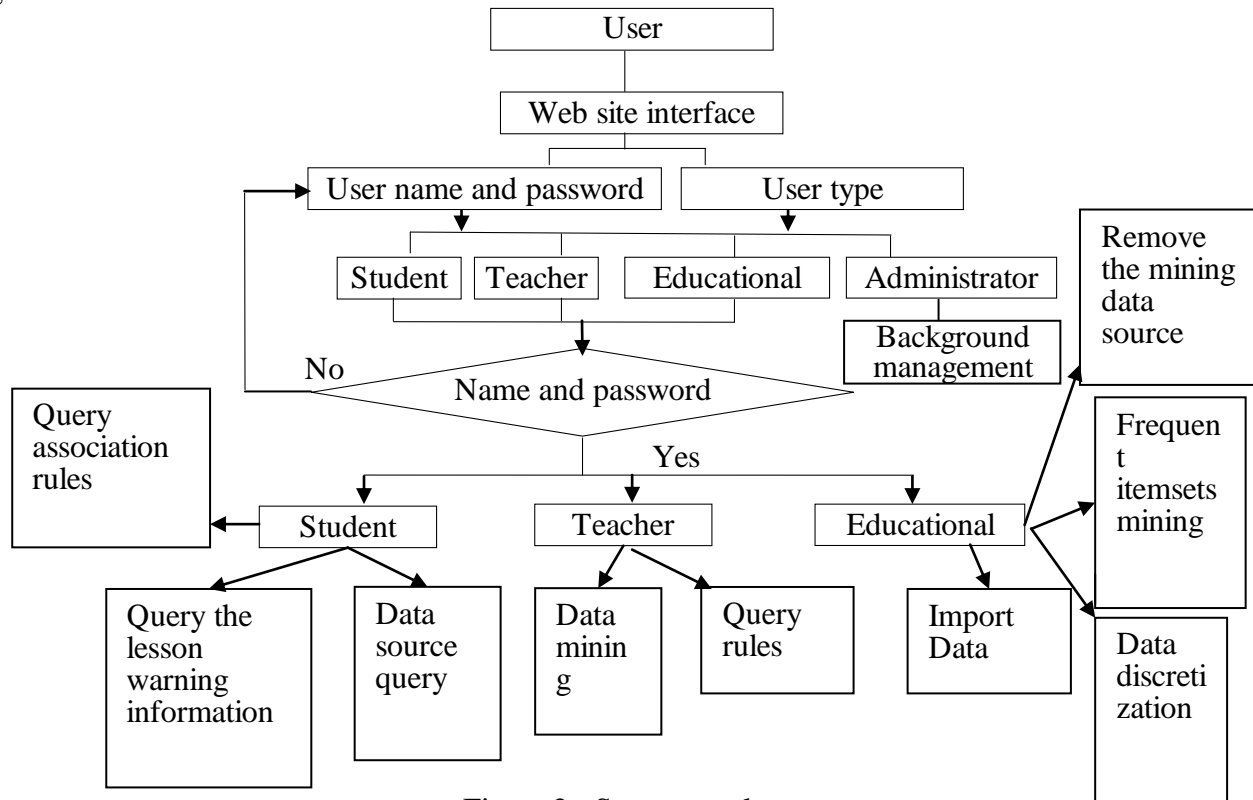 User
Web site interface
User name and password
User type
Student
Teacher
Educational
Administrator
Background
management
Remove
the mining
data
source
No
Name and password
Query
association
rules
Frequen
t
itemsets
mining
Yes
Student
Teacher
Educational
Query the
lesson
warning
information
Data
source
query
Data
minin
g
Query
rules
Import
Data
Data
discreti
zation